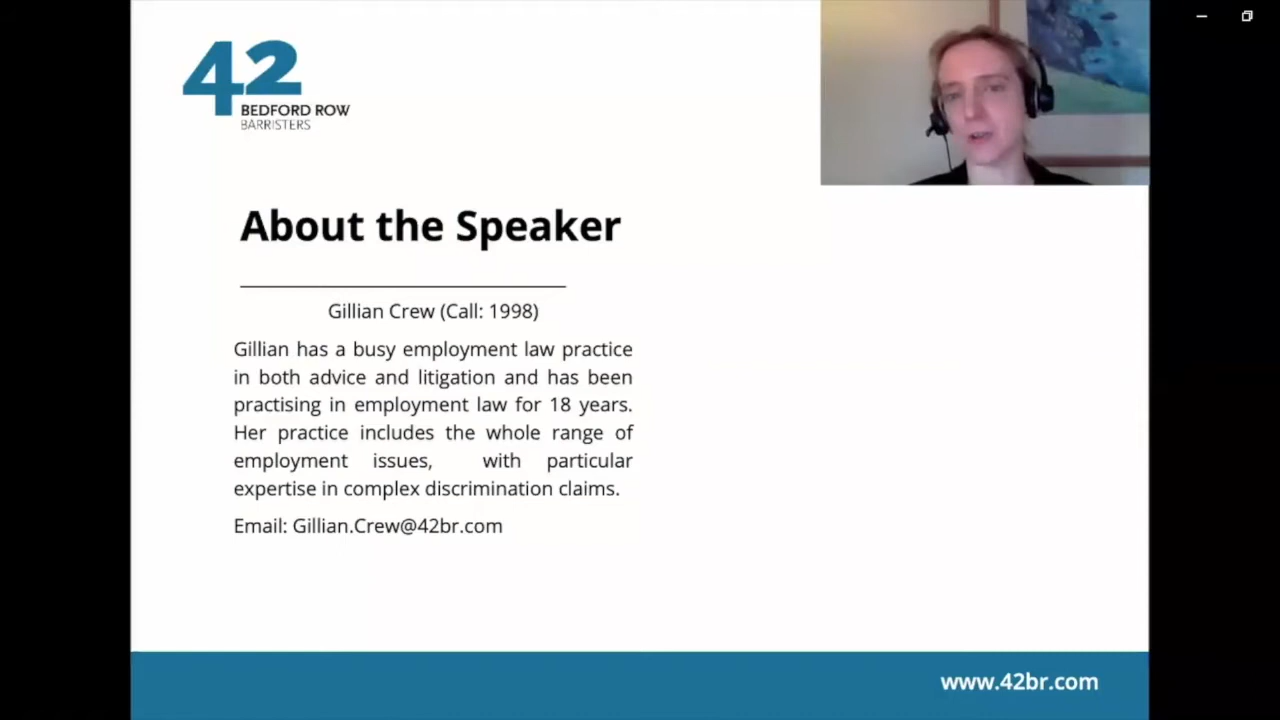 42
BEDFORD ROW
BARRISTERS
About the Speaker
Gillian Crew (Call: 1998)
Gillian has a busy employment law practice
in both advice and litigation and has been
practising in employment law for 18 years.
Her practice includes the whole range of
employment issues, with particular
expertise in complex discrimination claims.
Email: Gillian.Crew@42br.com
www.42br.com